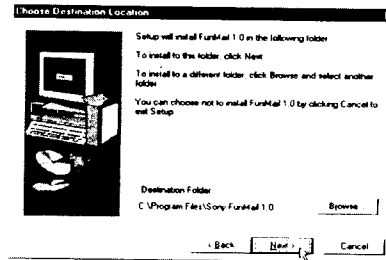 Choose Destination Location
Setup will install FunMail 1.0 in the following folder
To install to this folder, click Next
To install to a different folder, click Browse and select another
folder
You can choose not to install FunMail 1.0 by clicking Cancel to
exit Setup
Destination Folder
C:\Program Files\Sony FunMail 1.0
Browse...
< Back
Next >
Cancel